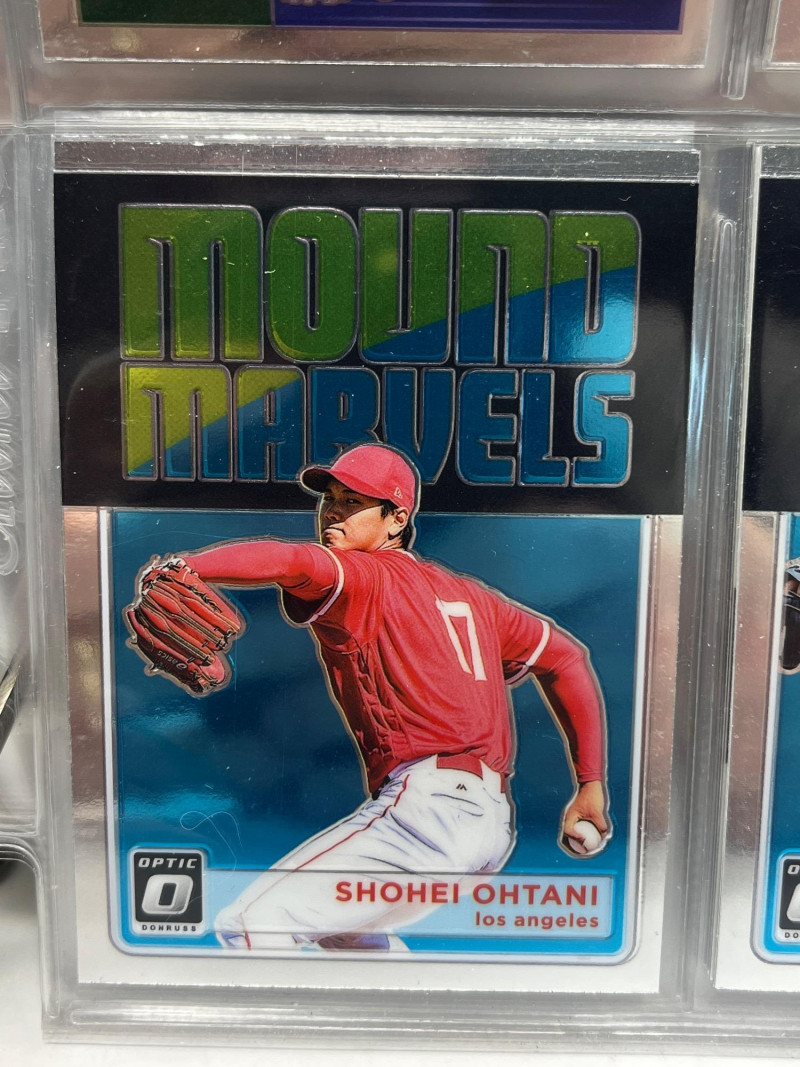 MOUND
MARVELS
17
OPTIC
O
DONRUSS
SHOHEI OHTANI
los angeles